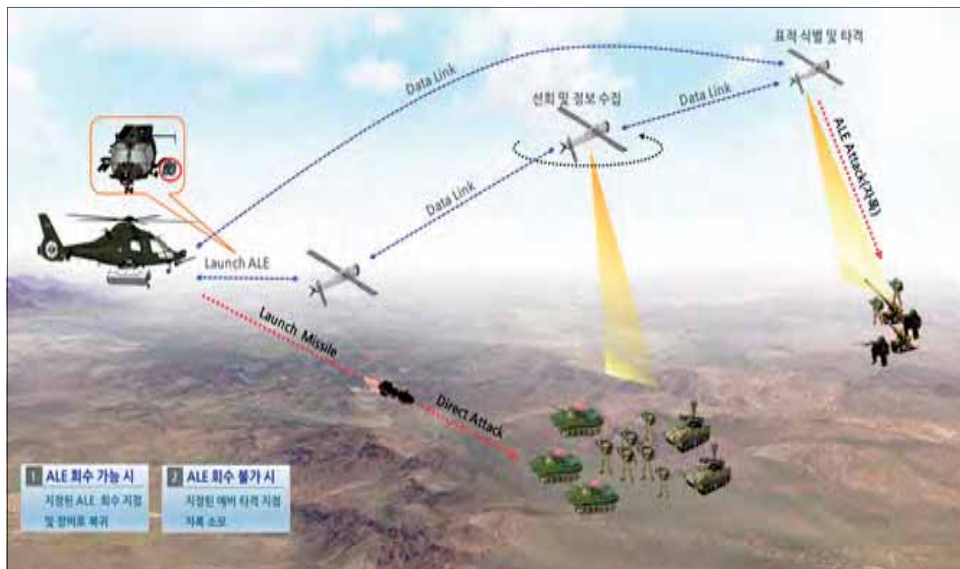 표적 식별 및 타격
Data Link
선회 및 정보 수집
Data Link
ALE Attack(자폭)
Data Link
Launch ALE
Launch Missile
Direct Attack
1 ALE 회수 가능 시
지정된 ALE 회수 지점
및 장비로 복귀
2 ALE 회수 불가 시
지정된 예비 타격 지점
자폭 소모